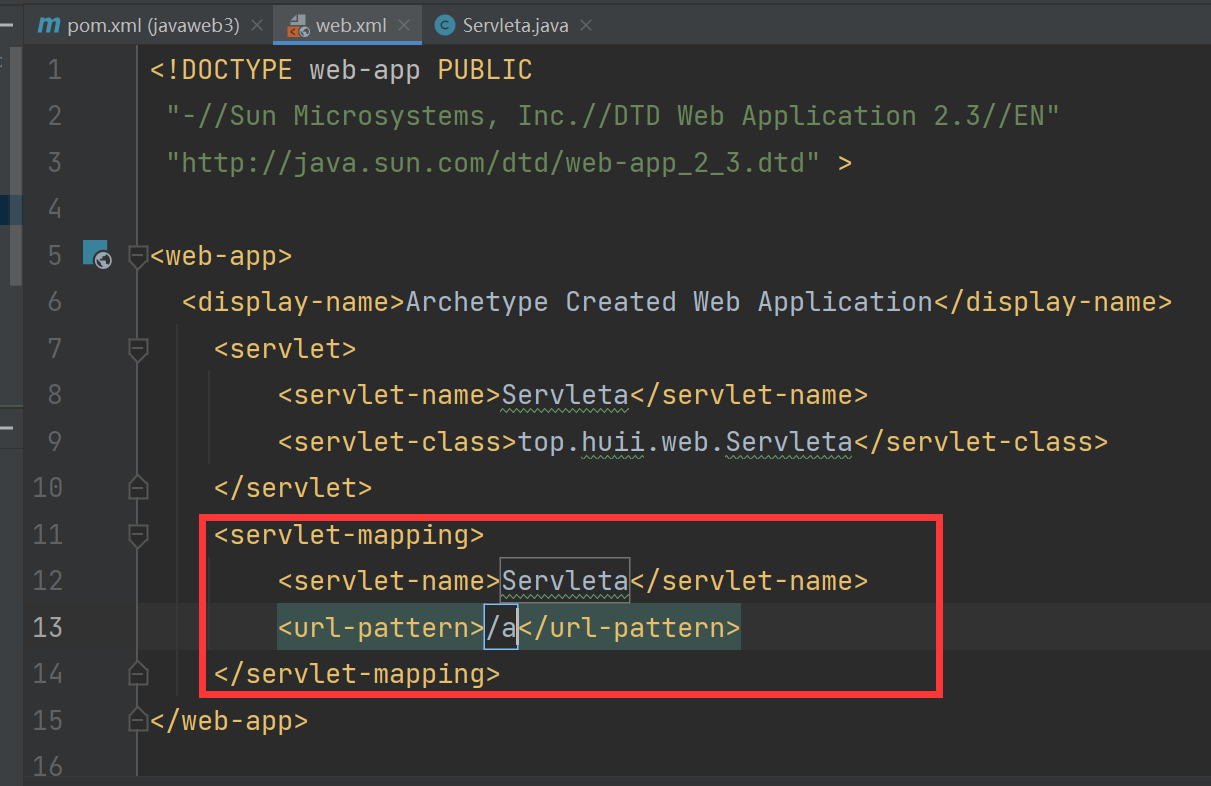 m pom.xml (javaweb3) web.xml C Servleta.java
1 <!DOCTYPE web-app PUBLIC
2 "-//Sun Microsystems, Inc.//DTD Web Application 2.3//EN"
3 "http://java.sun.com/dtd/web-app_2_3.dtd" >
4
5 <web-app>
6 <display-name>Archetype Created Web Application</display-name>
7 <servlet>
8 <servlet-name>Servleta</servlet-name>
9 <servlet-class>top.huii.web.Servleta</servlet-class>
10 </servlet>
11 <servlet-mapping>
12 <servlet-name>Servleta</servlet-name>
13 <url-pattern>/a</url-pattern>
14 </servlet-mapping>
15 </web-app>
16